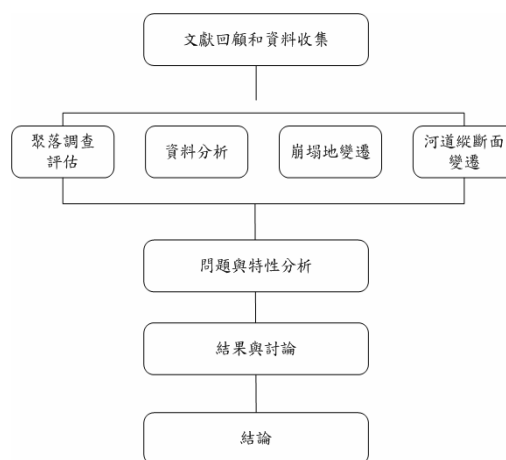 文獻回顧和資料收集
聚落調查
評估
資料分析
崩塌地變遷
河道縱斷面
變遷
問題與特性分析
結果與討論
結論